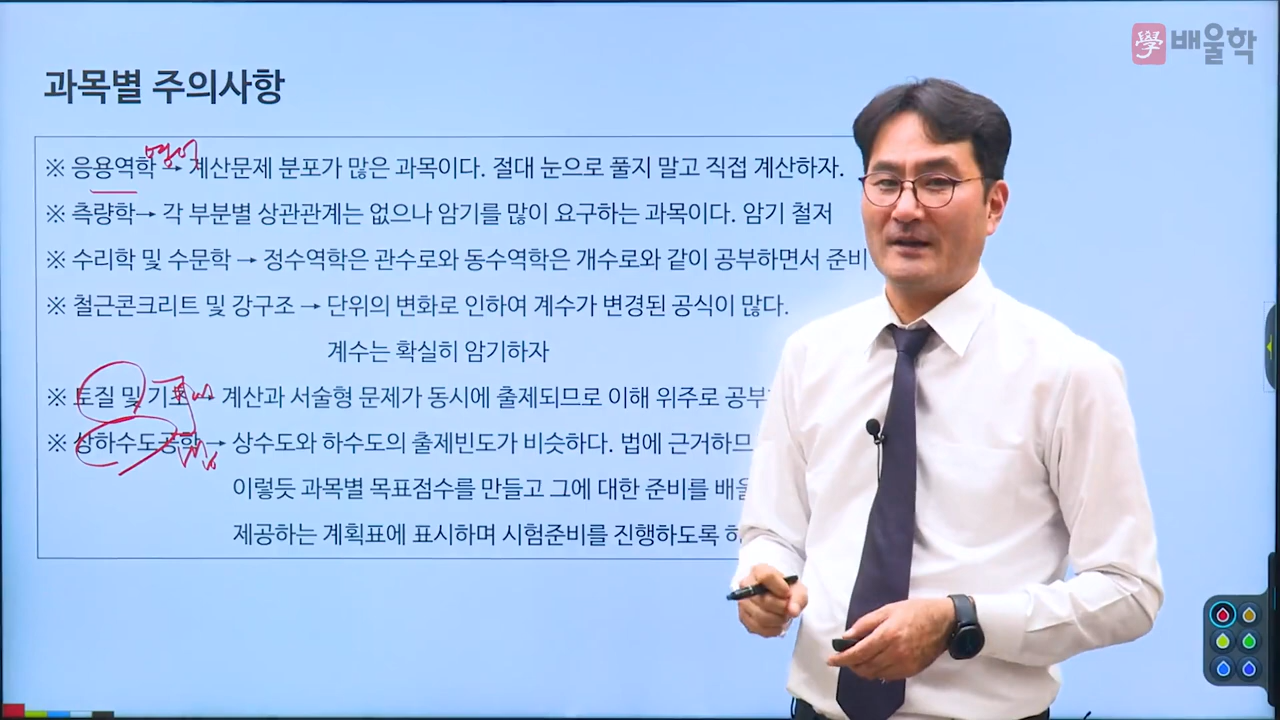 學 배울학
과목별 주의사항
※ 응용역학 → 계산문제 분포가 많은 과목이다. 절대 눈으로 풀지 말고 직접 계산하자.
※ 측량학→ 각 부분별 상관관계는 없으나 암기를 많이 요구하는 과목이다. 암기 철저
※ 수리학 및 수문학 → 정수역학은 관수로와 동수역학은 개수로와 같이 공부하면서 준비
※ 철근콘크리트 및 강구조 → 단위의 변화로 인하여 계수가 변경된 공식이 많다.
계수는 확실히 암기하자
※ 토질 및 기초 → 계산과 서술형 문제가 동시에 출제되므로 이해 위주로 공부
※ 상하수도공학 → 상수도와 하수도의 출제빈도가 비슷하다. 법에 근거하므
이렇듯 과목별 목표점수를 만들고 그에 대한 준비를 배울
제공하는 계획표에 표시하며 시험준비를 진행하도록 하